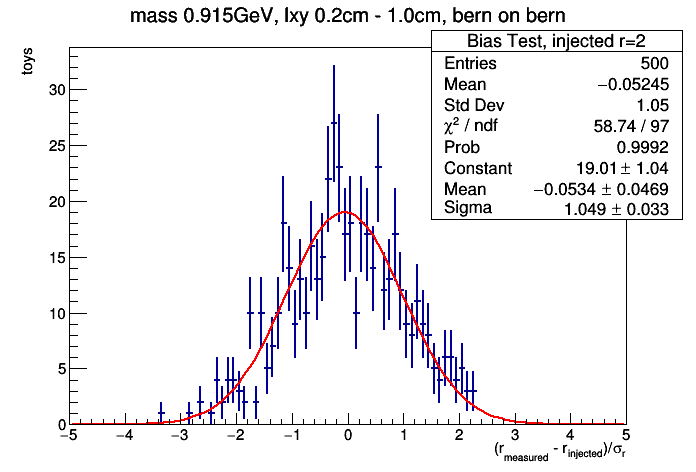 mass 0.915GeV, lxy 0.2cm - 1.0cm, bern on bern
toys
Bias Test, injected r=2
Entries 500
Mean −0.05245
Std Dev 1.05
χ² / ndf 58.74 / 97
Prob 0.9992
Constant 19.01 ± 1.04
Mean −0.0534 ± 0.0469
Sigma 1.049 ± 0.033
30
25
20
15
10
5
0
−5 −4 −3 −2 −1 0 1 2 3 4 5
(r_measured - r_injected)/σ_r